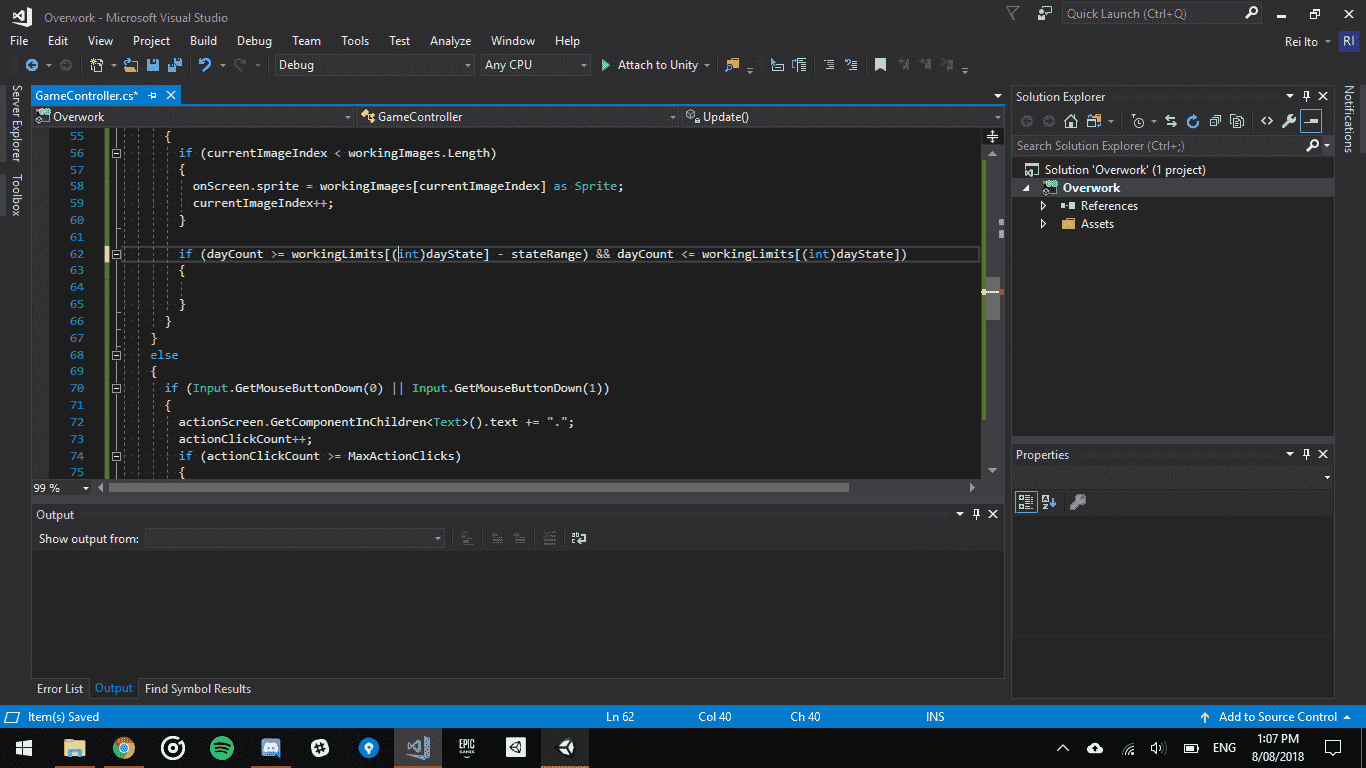 Overwork - Microsoft Visual Studio
Quick Launch (Ctrl+Q)
File Edit View Project Build Debug Team Tools Test Analyze Window Help
Rei Ito RI
Debug Any CPU Attach to Unity
Server Explorer
Toolbox
GameController.cs*
Overwork GameController Update()
55 {
56 if (currentImageIndex < workingImages.Length)
57 {
58 onScreen.sprite = workingImages[currentImageIndex] as Sprite;
59 currentImageIndex++;
60 }
61
62 if (dayCount >= workingLimits[(int)dayState] - stateRange) && dayCount <= workingLimits[(int)dayState])
63 {
64
65 }
66 }
67 }
68 else
69 {
70 if (Input.GetMouseButtonDown(0) || Input.GetMouseButtonDown(1))
71 {
72 actionScreen.GetComponentInChildren<Text>().text += ".";
73 actionClickCount++;
74 if (actionClickCount >= MaxActionClicks)
75 {
99 %
Output
Show output from:
Error List Output Find Symbol Results
Solution Explorer
Search Solution Explorer (Ctrl+;)
Solution 'Overwork' (1 project)
Overwork
References
Assets
Properties
Notifications
Item(s) Saved Ln 62 Col 40 Ch 40 INS Add to Source Control
EPIC GAMES
ENG
1:07 PM
8/08/2018